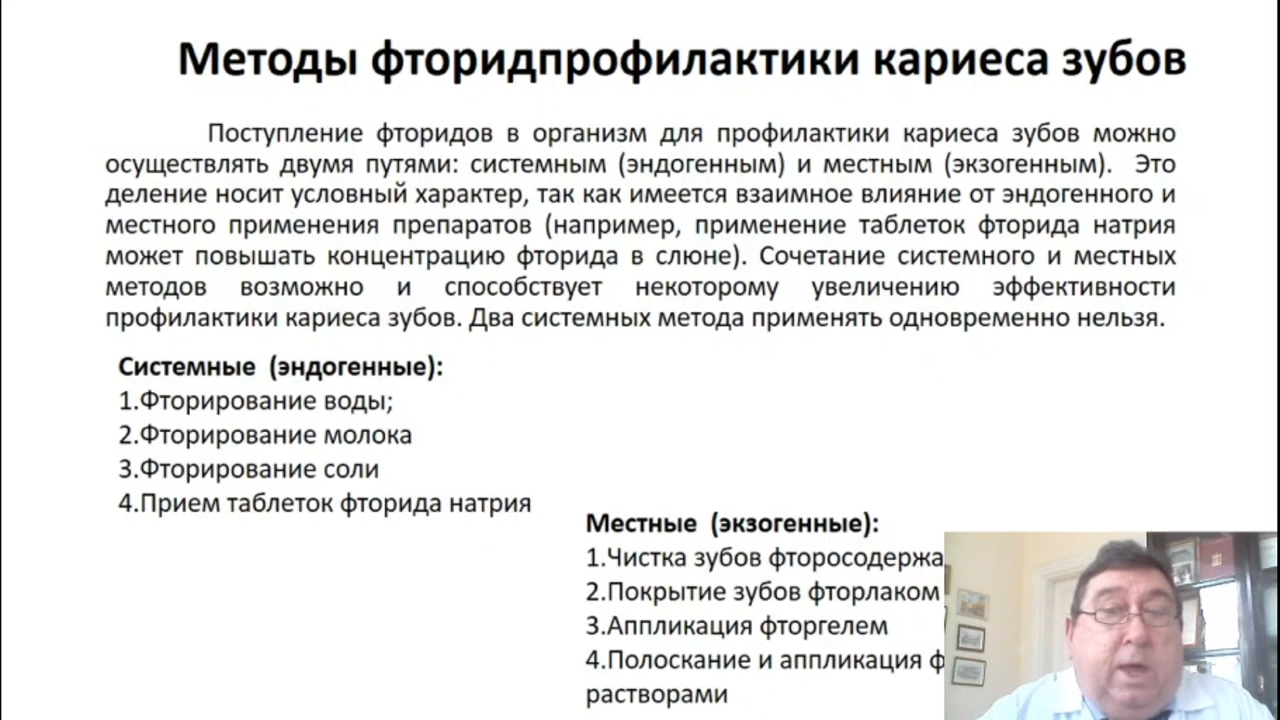 Методы фторидпрофилактики кариеса зубов
Поступление фторидов в организм для профилактики кариеса зубов можно
осуществлять двумя путями: системным (эндогенным) и местным (экзогенным). Это
деление носит условный характер, так как имеется взаимное влияние от эндогенного и
местного применения препаратов (например, применение таблеток фторида натрия
может повышать концентрацию фторида в слюне). Сочетание системного и местных
методов возможно и способствует некоторому увеличению эффективности
профилактики кариеса зубов. Два системных метода применять одновременно нельзя.
Системные (эндогенные):
1.Фторирование воды;
2.Фторирование молока
3.Фторирование соли
4.Прием таблеток фторида натрия
Местные (экзогенные):
1.Чистка зубов фторосодержа
2.Покрытие зубов фторлаком
3.Аппликация фторгелем
4.Полоскание и аппликация ф
растворами